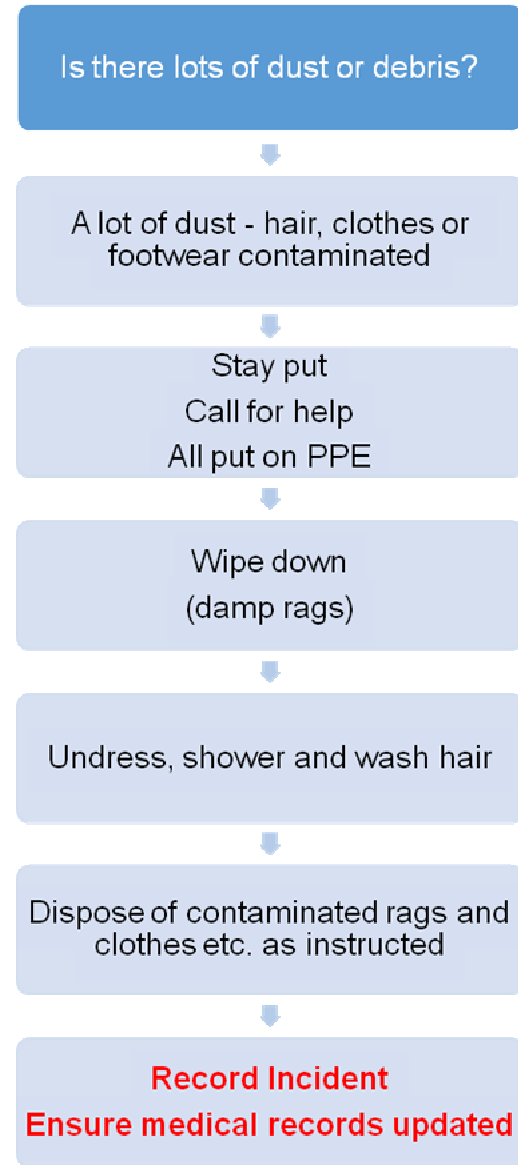 Is there lots of dust or debris?
A lot of dust - hair, clothes or
footwear contaminated
Stay put
Call for help
All put on PPE
Wipe down
(damp rags)
Undress, shower and wash hair
Dispose of contaminated rags and
clothes etc. as instructed
Record Incident
Ensure medical records updated